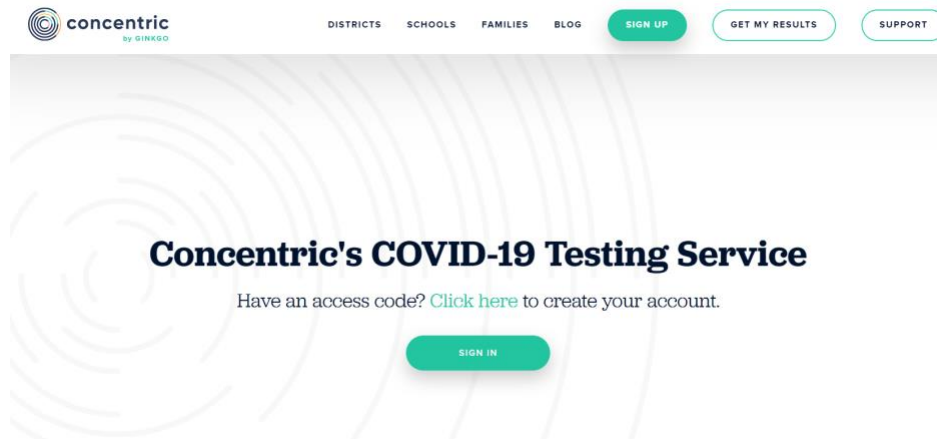 concentric
by GINKGO
DISTRICTS SCHOOLS FAMILIES BLOG SIGN UP GET MY RESULTS SUPPORT
Concentric's COVID-19 Testing Service
Have an access code? Click here to create your account.
SIGN IN